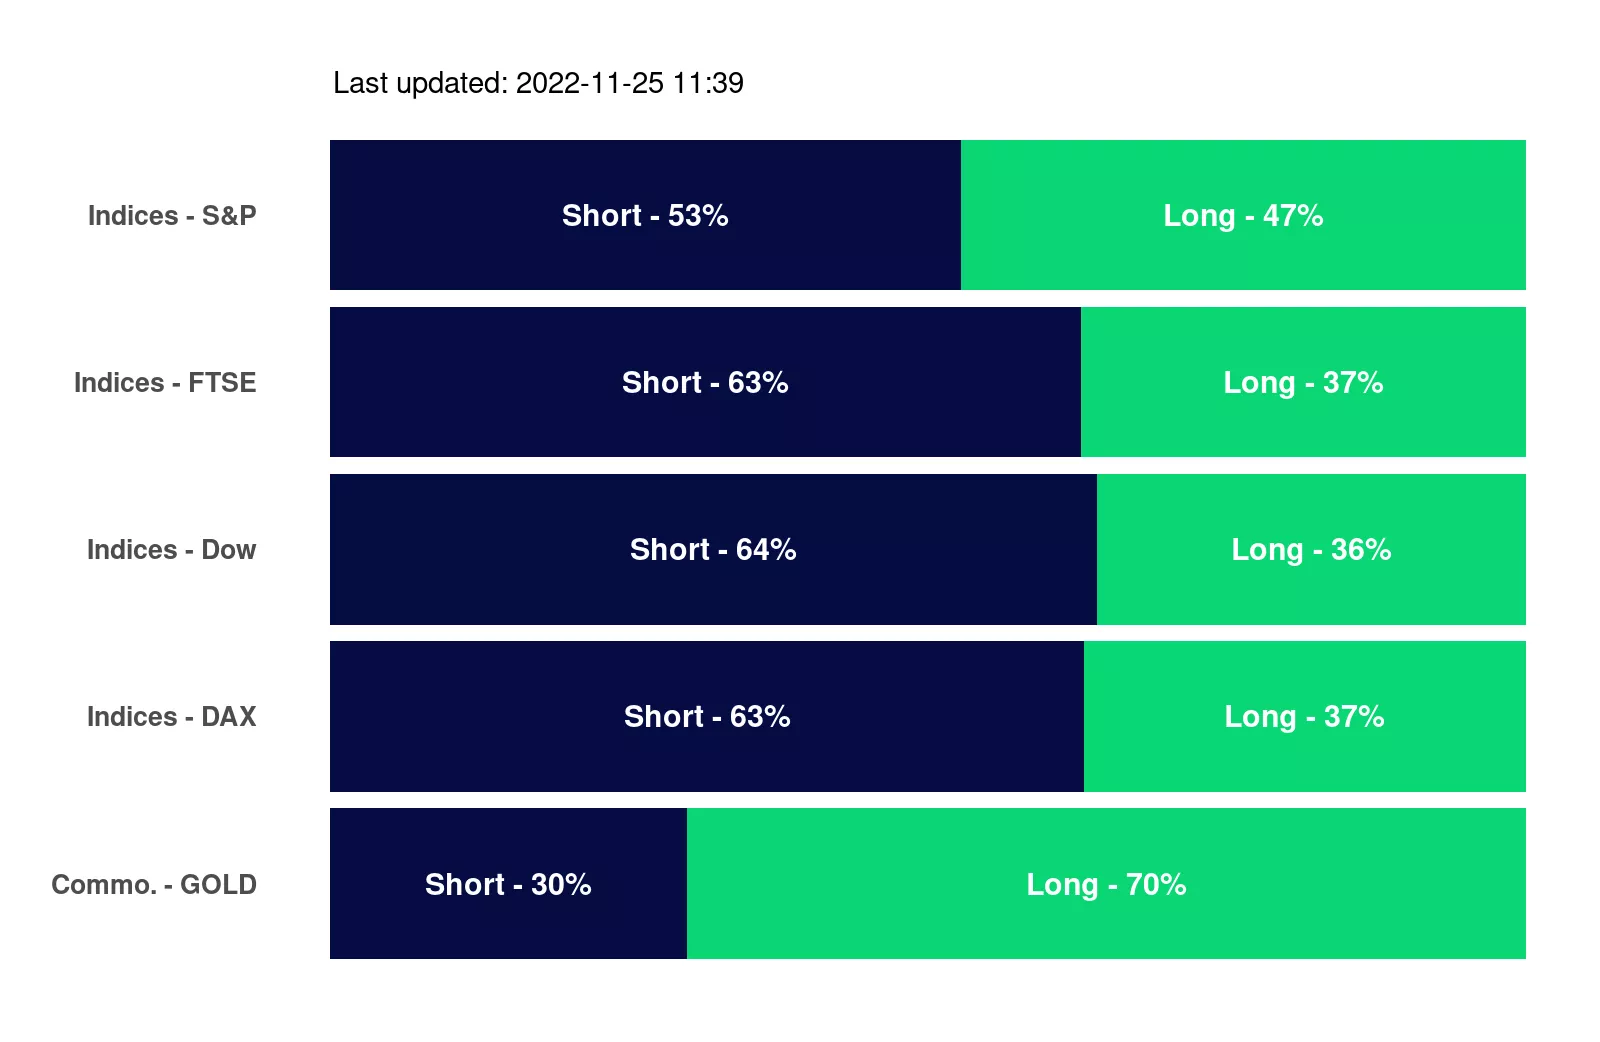 Last updated: 2022-11-25 11:39
Indices - S&P Short - 53% Long - 47%
Indices - FTSE Short - 63% Long - 37%
Indices - Dow Short - 64% Long - 36%
Indices - DAX Short - 63% Long - 37%
Commo. - GOLD Short - 30% Long - 70%